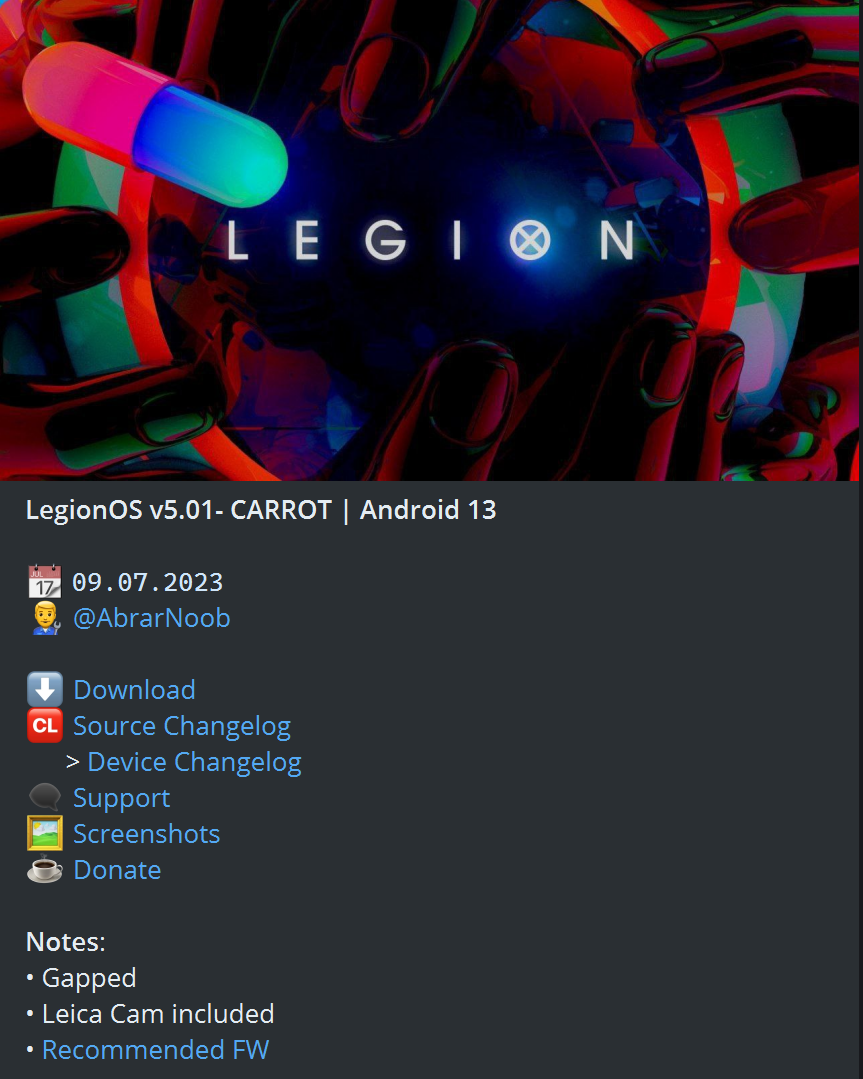 LEGION
LegionOS v5.01- CARROT | Android 13
JUL
17
09.07.2023
@AbrarNoob
Download
CL Source Changelog
> Device Changelog
Support
Screenshots
Donate
Notes:
• Gapped
• Leica Cam included
• Recommended FW